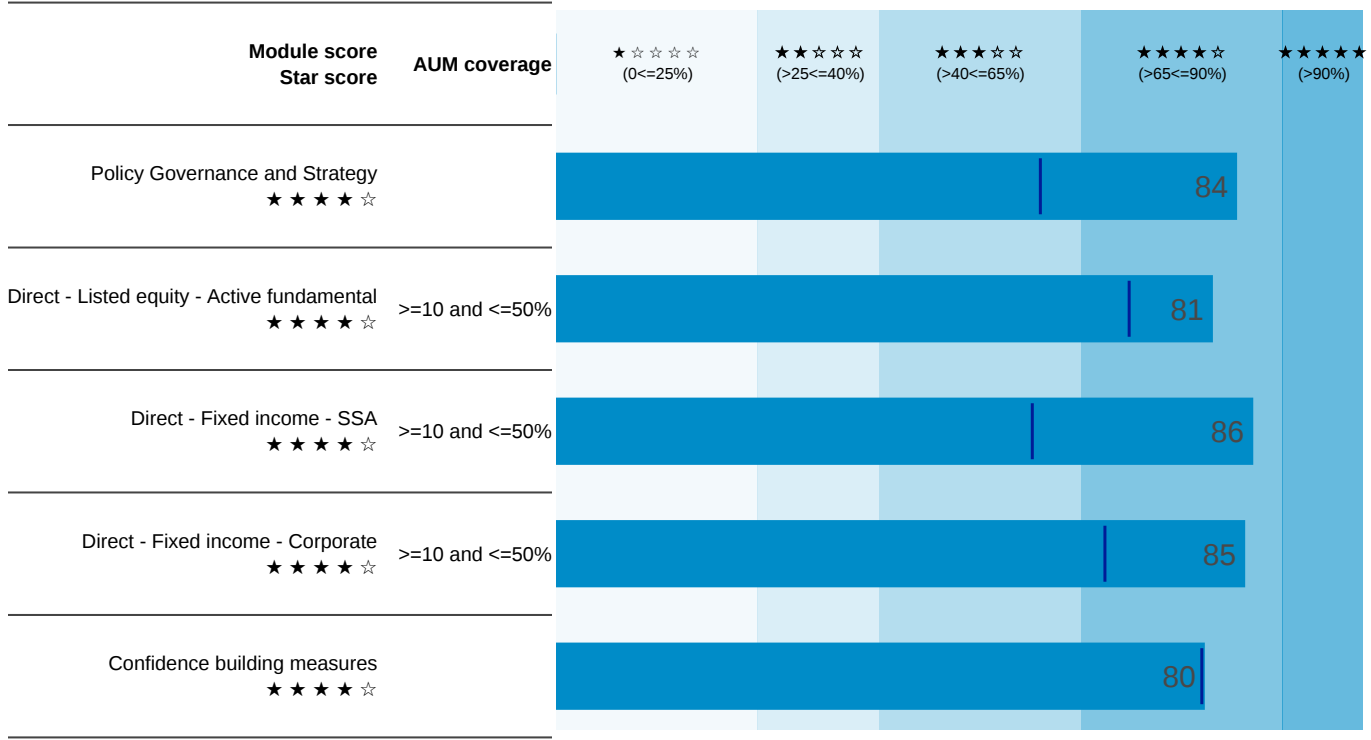 Module score
Star score
AUM coverage
★☆☆☆☆
(0<=25%)
★★☆☆☆
(>25<=40%)
★★★☆☆
(>40<=65%)
★★★★☆
(>65<=90%)
★★★★★
(>90%)
Policy Governance and Strategy
★★★★☆
84
Direct - Listed equity - Active fundamental
★★★★☆
>=10 and <=50%
81
Direct - Fixed income - SSA
★★★★☆
>=10 and <=50%
86
Direct - Fixed income - Corporate
★★★★☆
>=10 and <=50%
85
Confidence building measures
★★★★☆
80